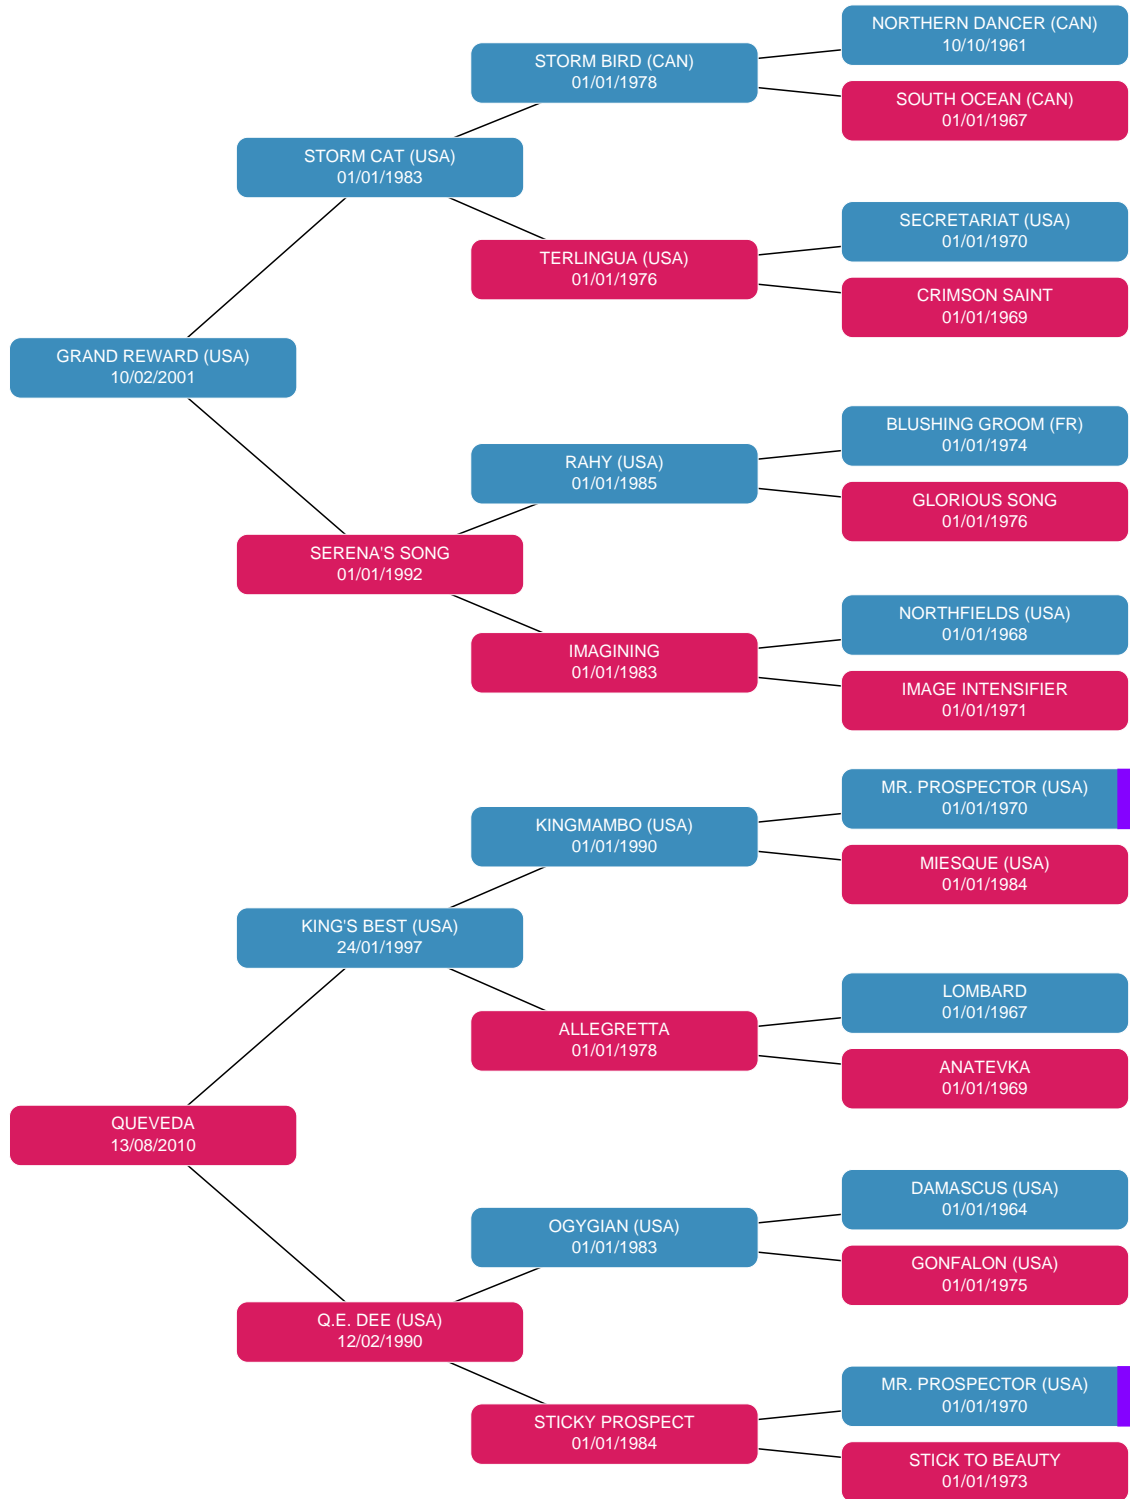 NORTHERN DANCER (CAN)
10/10/1961
STORM BIRD (CAN)
01/01/1978
SOUTH OCEAN (CAN)
01/01/1967
STORM CAT (USA)
01/01/1983
SECRETARIAT (USA)
01/01/1970
TERLINGUA (USA)
01/01/1976
CRIMSON SAINT
01/01/1969
GRAND REWARD (USA)
10/02/2001
BLUSHING GROOM (FR)
01/01/1974
RAHY (USA)
01/01/1985
GLORIOUS SONG
01/01/1976
SERENA'S SONG
01/01/1992
NORTHFIELDS (USA)
01/01/1968
IMAGINING
01/01/1983
IMAGE INTENSIFIER
01/01/1971
MR. PROSPECTOR (USA)
01/01/1970
KINGMAMBO (USA)
01/01/1990
MIESQUE (USA)
01/01/1984
KING'S BEST (USA)
24/01/1997
LOMBARD
01/01/1967
ALLEGRETTA
01/01/1978
ANATEVKA
01/01/1969
QUEVEDA
13/08/2010
DAMASCUS (USA)
01/01/1964
OGYGIAN (USA)
01/01/1983
GONFALON (USA)
01/01/1975
Q.E. DEE (USA)
12/02/1990
MR. PROSPECTOR (USA)
01/01/1970
STICKY PROSPECT
01/01/1984
STICK TO BEAUTY
01/01/1973